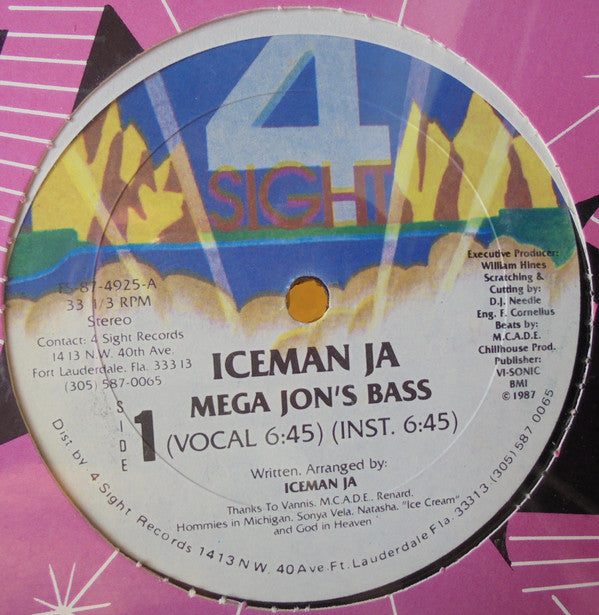 4
SIGHT
FS-87-4925-A
33 1/3 RPM
Stereo
Contact: 4 Sight Records
1413 N.W. 40th Ave.
Fort Lauderdale, Fla. 33313
(305) 587-0065
Executive Producer:
William Hines
Scratching &
Cutting by:
D.J. Needle
Eng. F. Cornelius
Beats by:
M.C.A.D.E.
Chillhouse Prod.
Publisher:
VI-SONIC
BMI
© 1987
ICEMAN JA
MEGA JON'S BASS
SIDE
1
(VOCAL 6:45) (INST. 6:45)
Written, Arranged by:
ICEMAN JA
Thanks To Vannis, M.C.A.D.E., Renard,
Hommies in Michigan, Sonya Vela, Natasha, "Ice Cream"
and God in Heaven
Dist. by 4 Sight Records 1413 N.W. 40 Ave. Ft. Lauderdale Fla. 33313 (305) 587 0065